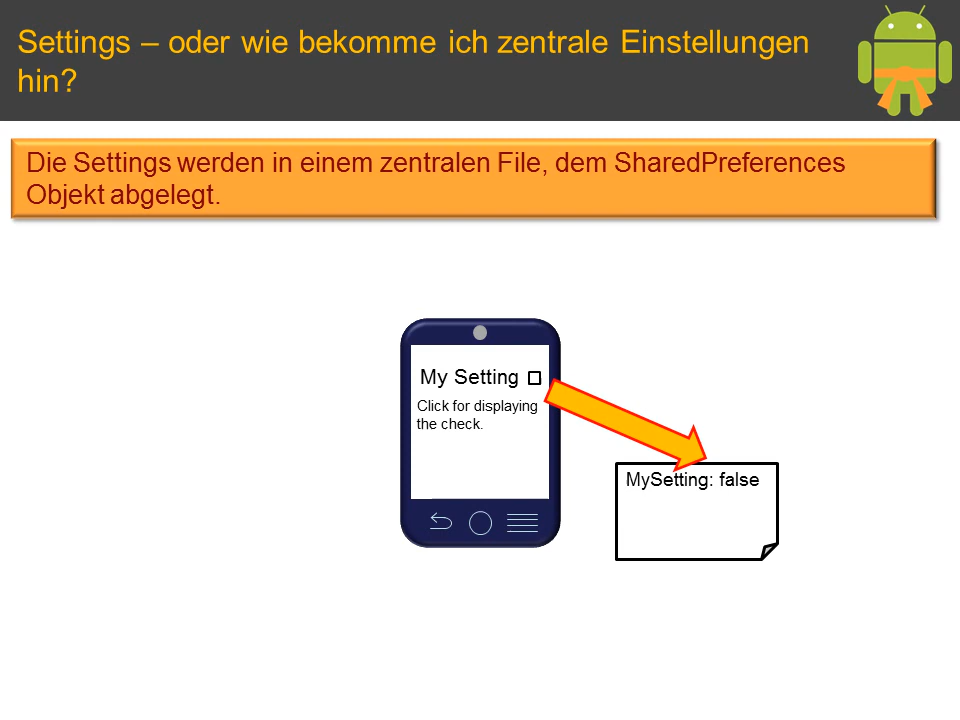 Settings – oder wie bekomme ich zentrale Einstellungen
hin?
Die Settings werden in einem zentralen File, dem SharedPreferences
Objekt abgelegt.
My Setting
Click for displaying
the check.
MySetting: false